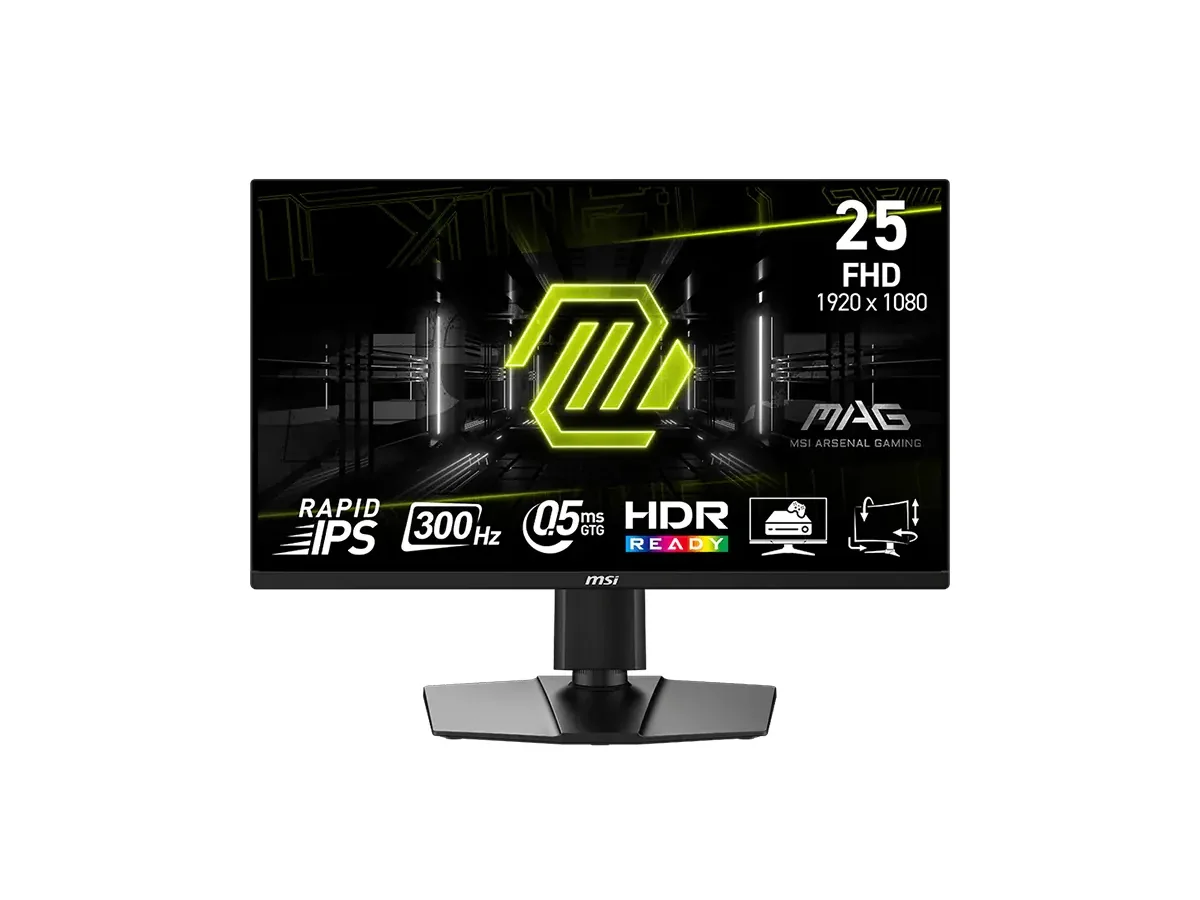 25
FHD
1920 x 1080
MAG
MSI ARSENAL GAMING
RAPID
IPS
300Hz
0.5ms
GTG
HDR
READY
msi